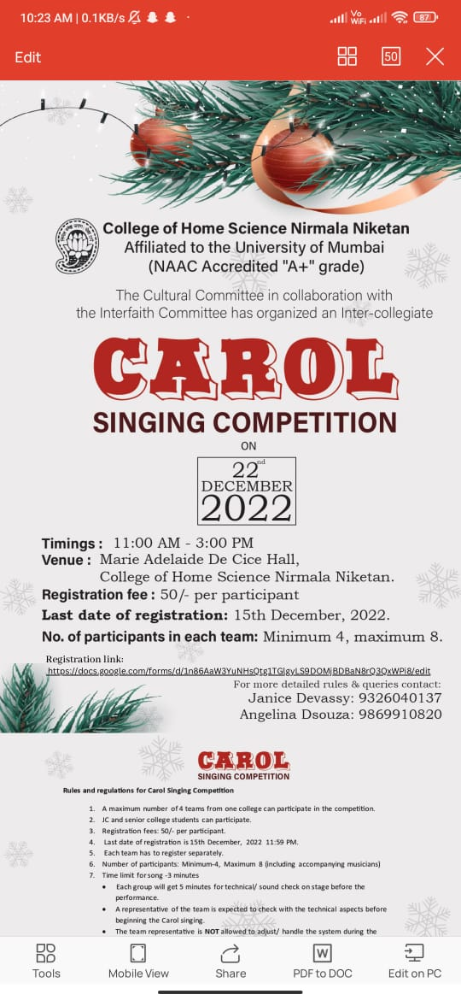 10:23 AM | 0.1KB/s
Vo
WiFi
87
Edit
50
College of Home Science Nirmala Niketan
Affiliated to the University of Mumbai
(NAAC Accredited "A+" grade)
The Cultural Committee in collaboration with
the Interfaith Committee has organized an Inter-collegiate
CAROL
SINGING COMPETITION
ON
22nd
DECEMBER
2022
Timings : 11:00 AM - 3:00 PM
Venue : Marie Adelaide De Cice Hall,
College of Home Science Nirmala Niketan.
Registration fee : 50/- per participant
Last date of registration: 15th December, 2022.
No. of participants in each team: Minimum 4, maximum 8.
Registration link:
https://docs.google.com/forms/d/1n86AaW3YuNHsQtg1TGlgyLS9DOMjBDBaN8rQ3QxWPi8/edit
For more detailed rules & queries contact:
Janice Devassy: 9326040137
Angelina Dsouza: 9869910820
CAROL
SINGING COMPETITION
Rules and regulations for Carol Singing Competition
1. A maximum number of 4 teams from one college can participate in the competition.
2. JC and senior college students can participate.
3. Registration fees: 50/- per participant.
4. Last date of registration is 15th December, 2022 11:59 PM.
5. Each team has to register separately.
6. Number of participants: Minimum-4, Maximum 8 (including accompanying musicians)
7. Time limit for song -3 minutes
• Each group will get 5 minutes for technical/ sound check on stage before the
performance.
• A representative of the team is expected to check with the technical aspects before
beginning the Carol singing.
• The team representative is NOT allowed to adjust/ handle the system during the
Tools
Mobile View
Share
W
PDF to DOC
Edit on PC